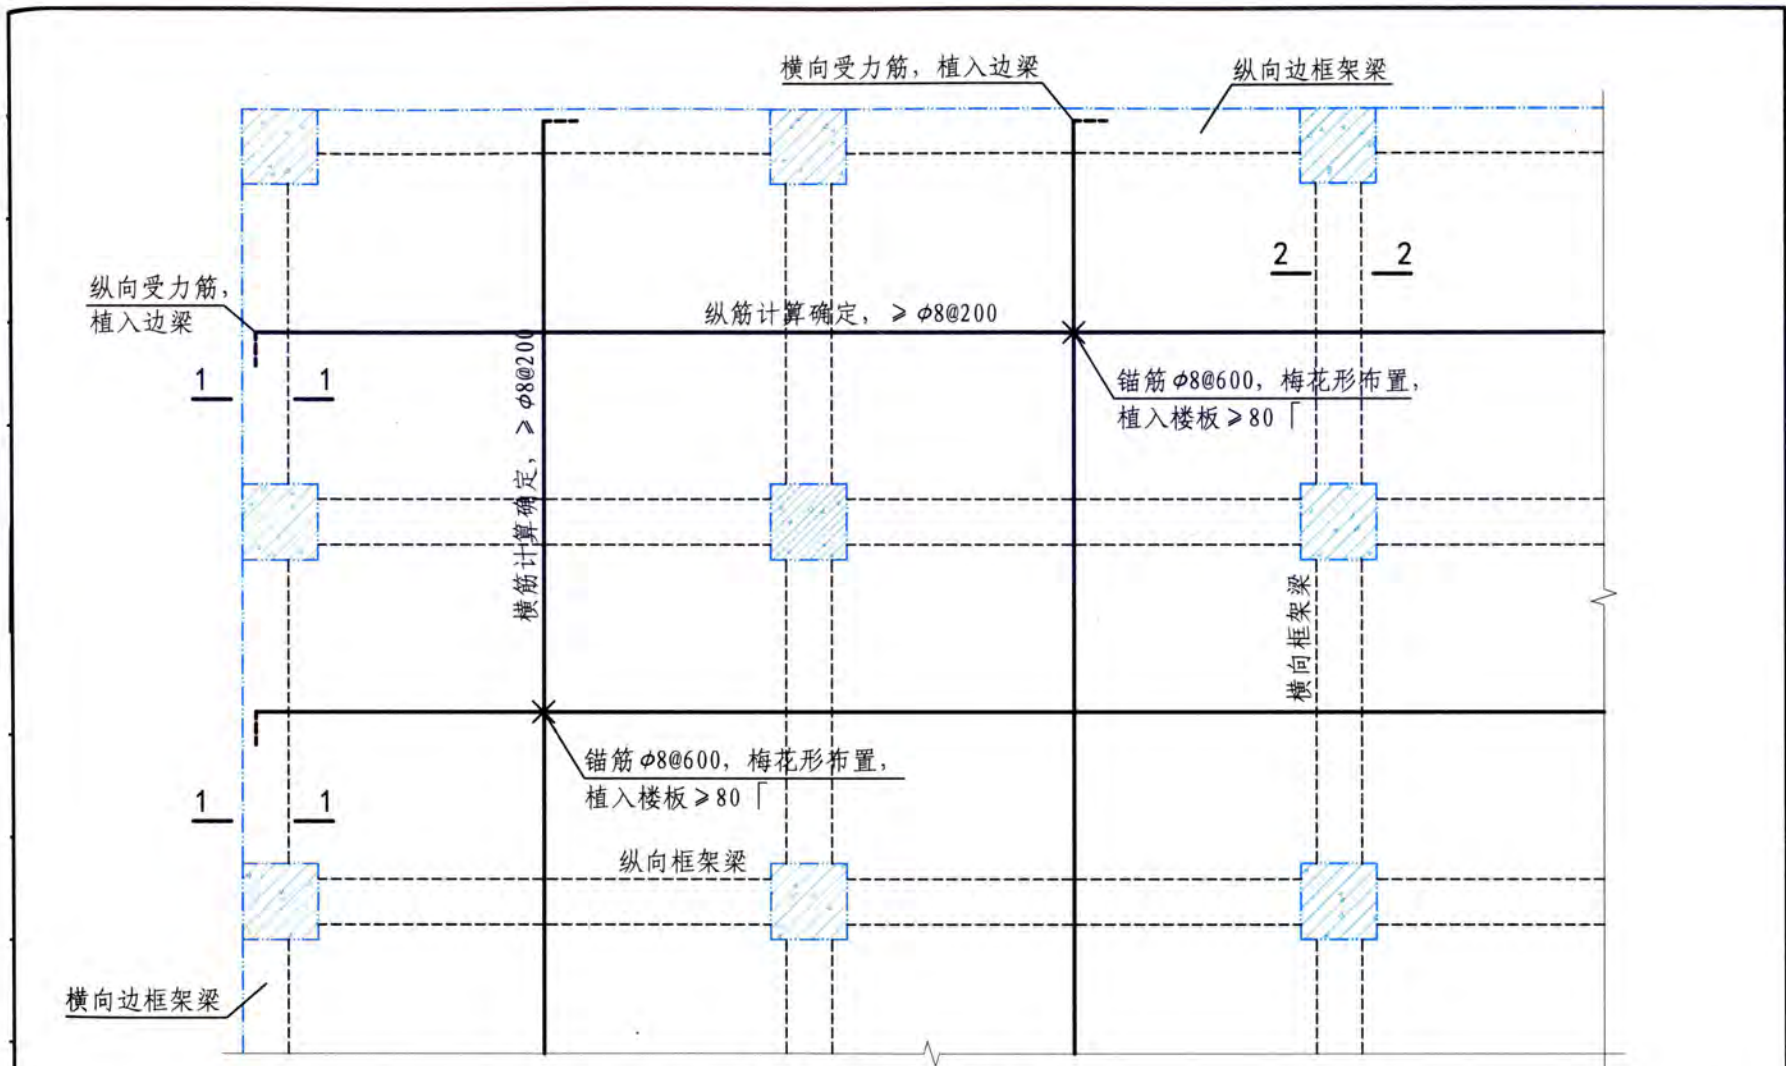 横向受力筋，植入边梁
纵向边框架梁
2 2
纵向受力筋，
植入边梁
纵筋计算确定，≥φ8@200
横筋计算确定，≥φ8@200
1 1
锚筋φ8@600，梅花形布置，
植入楼板≥80「
横向框架梁
锚筋φ8@600，梅花形布置，
植入楼板≥80「
1 1
纵向框架梁
横向边框架梁